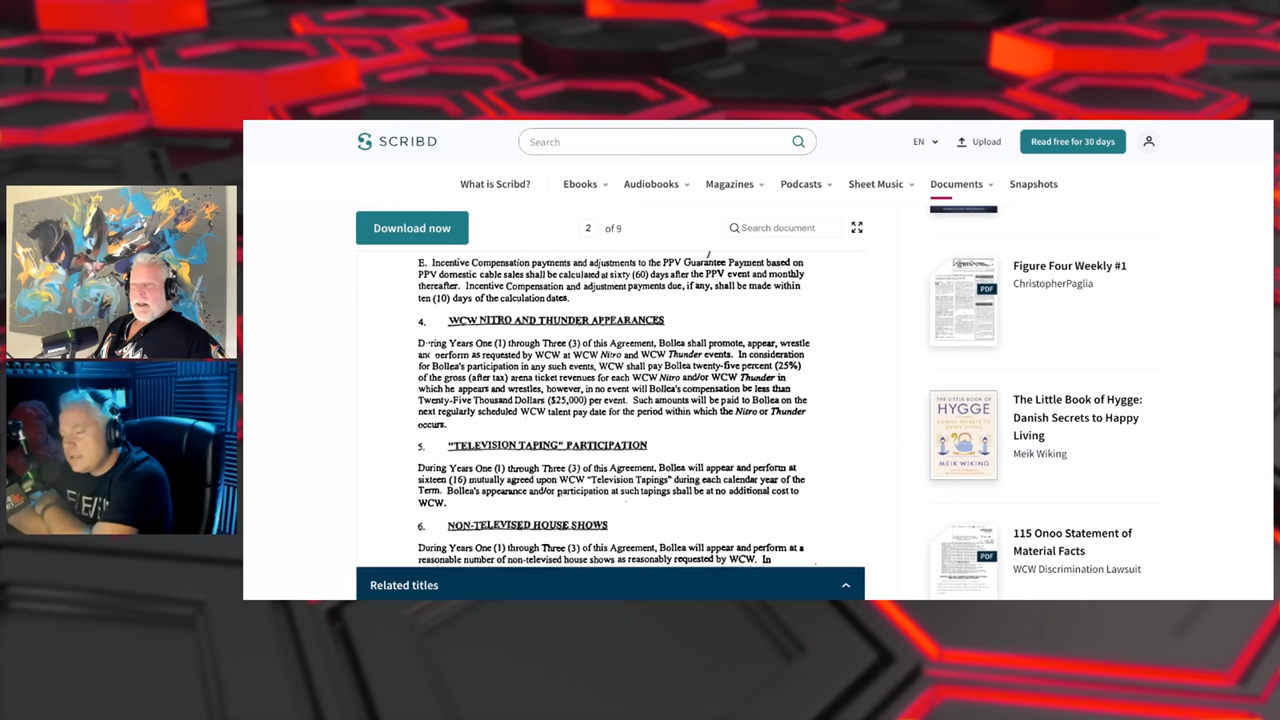 SCRIBD
Search
EN
Upload
Read free for 30 days
What is Scribd?
Ebooks
Audiobooks
Magazines
Podcasts
Sheet Music
Documents
Snapshots
Download now
2 of 9
Search document
E. Incentive Compensation payments and adjustments to the PPV Guarantee Payment based on
PPV domestic cable sales shall be calculated at sixty (60) days after the PPV event and monthly
thereafter. Incentive Compensation and adjustment payments due, if any, shall be made within
ten (10) days of the calculation dates.
4. WCW NITRO AND THUNDER APPEARANCES
During Years One (1) through Three (3) of this Agreement, Bollea shall promote, appear, wrestle
and perform as requested by WCW at WCW Nitro and WCW Thunder events. In consideration
for Bollea's participation in any such events, WCW shall pay Bollea twenty-five percent (25%)
of the gross (after tax) arena ticket revenues for each WCW Nitro and/or WCW Thunder in
which he appears and wrestles, however, in no event will Bollea's compensation be less than
Twenty-Five Thousand Dollars ($25,000) per event. Such amounts will be paid to Bollea on the
next regularly scheduled WCW talent pay date for the period within which the Nitro or Thunder
occurs.
5. "TELEVISION TAPING" PARTICIPATION
During Years One (1) through Three (3) of this Agreement, Bollea will appear and perform at
sixteen (16) mutually agreed upon WCW "Television Tapings" during each calendar year of the
Term. Bollea's appearance and/or participation at such tapings shall be at no additional cost to
WCW.
6. NON-TELEVISED HOUSE SHOWS
During Years One (1) through Three (3) of this Agreement, Bollea will appear and perform at a
reasonable number of non-televised house shows as reasonably requested by WCW. In
Related titles
PDF
Figure Four Weekly #1
ChristopherPaglia
THE LITTLE BOOK OF
HYGGE
MEIK WIKING
The Little Book of Hygge:
Danish Secrets to Happy
Living
Meik Wiking
PDF
115 Onoo Statement of
Material Facts
WCW Discrimination Lawsuit